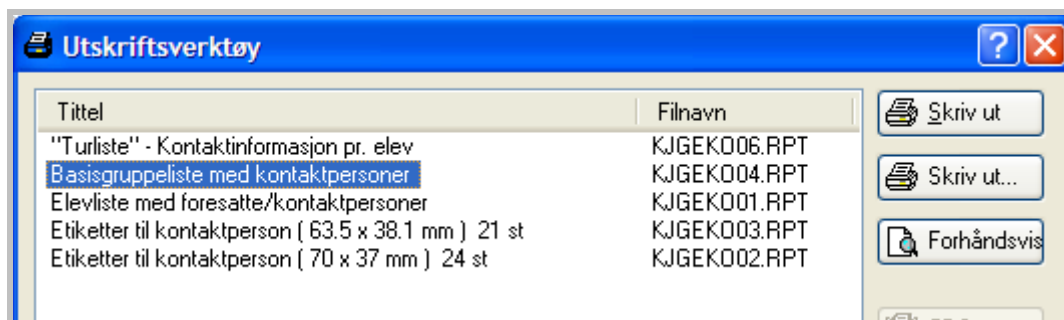 Utskriftsverktøy
Tittel Filnavn
"Turliste" - Kontaktinformasjon pr. elev KJGEKO06.RPT
Basisgruppeliste med kontaktpersoner KJGEKO04.RPT
Elevliste med foresatte/kontaktpersoner KJGEKO01.RPT
Etiketter til kontaktperson ( 63.5 x 38.1 mm ) 21 st KJGEKO03.RPT
Etiketter til kontaktperson ( 70 x 37 mm ) 24 st KJGEKO02.RPT
Skriv ut
Skriv ut...
Forhåndsvis